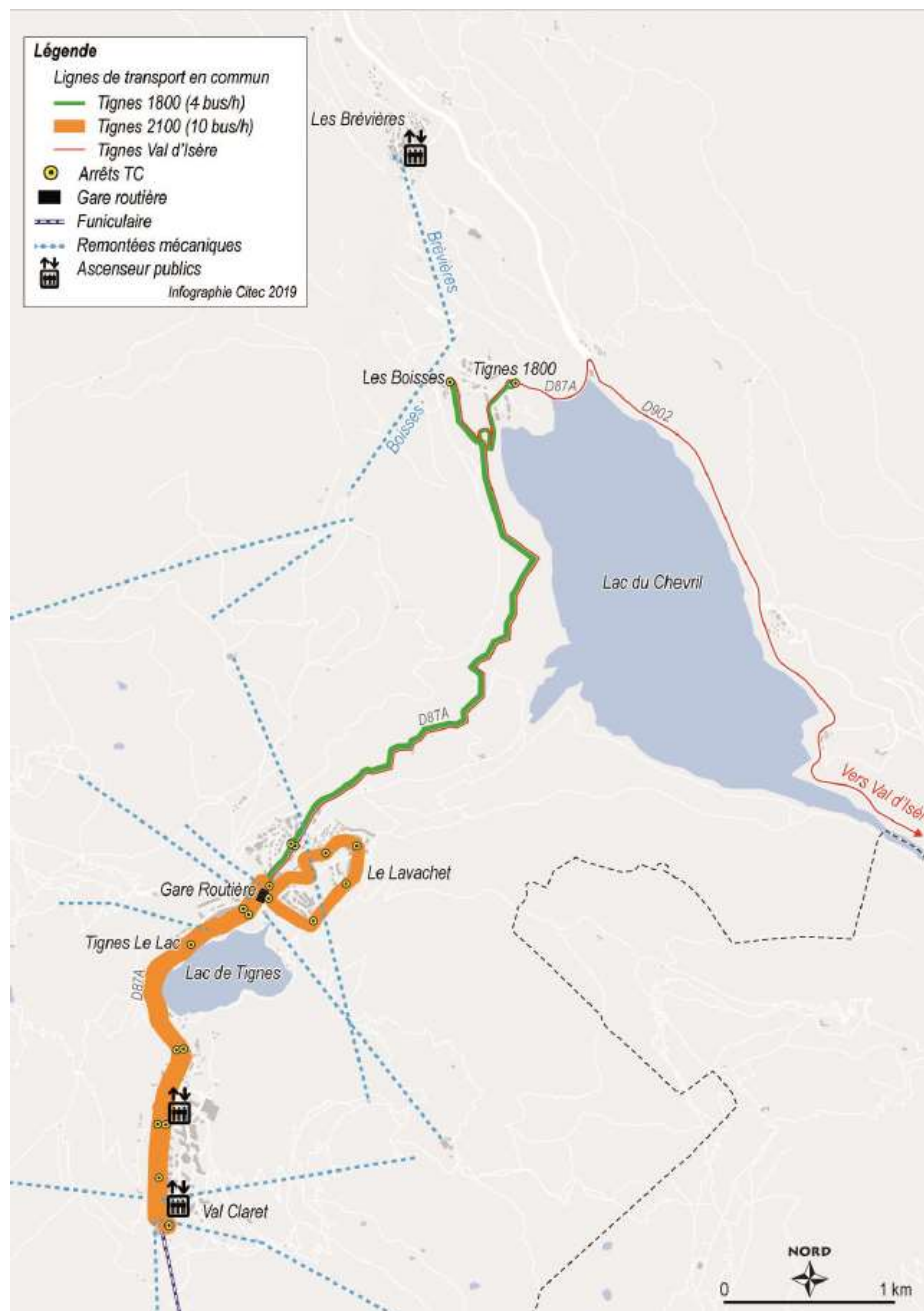 Légende
Lignes de transport en commun
Tignes 1800 (4 bus/h)
Tignes 2100 (10 bus/h)
Tignes Val d'Isère
Arrêts TC
Gare routière
Funiculaire
Remontées mécaniques
Ascenseur publics
Infographie Citec 2019
Les Brévières
Brévières
Les Boisses
Tignes 1800
D87A
D902
Boisses
Lac du Chevril
D87A
Vers Val d'Isèr
Le Lavachet
Gare Routière
Tignes Le Lac
Lac de Tignes
D87A
Val Claret
NORD
0 1 km